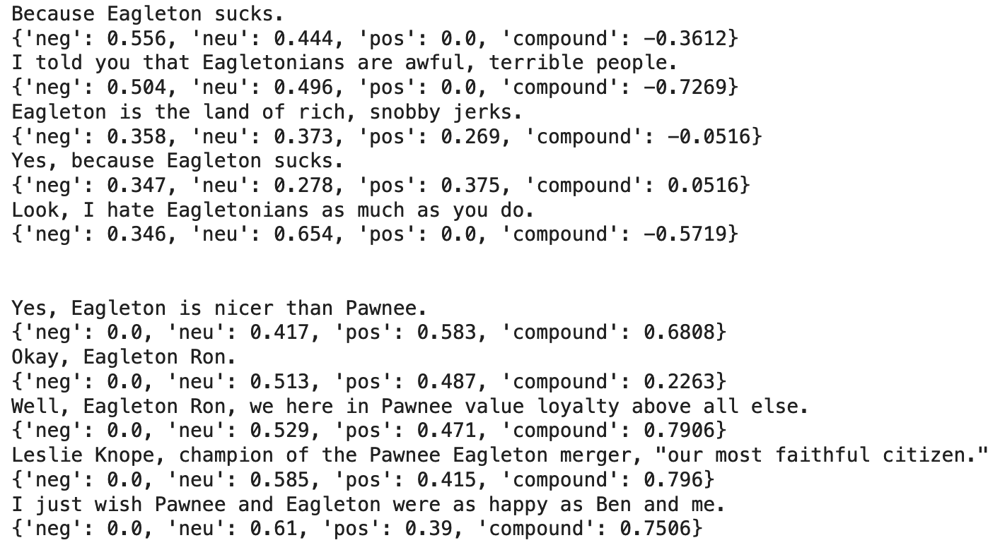 Because Eagleton sucks.
{'neg': 0.556, 'neu': 0.444, 'pos': 0.0, 'compound': -0.3612}
I told you that Eagletonians are awful, terrible people.
{'neg': 0.504, 'neu': 0.496, 'pos': 0.0, 'compound': -0.7269}
Eagleton is the land of rich, snobby jerks.
{'neg': 0.358, 'neu': 0.373, 'pos': 0.269, 'compound': -0.0516}
Yes, because Eagleton sucks.
{'neg': 0.347, 'neu': 0.278, 'pos': 0.375, 'compound': 0.0516}
Look, I hate Eagletonians as much as you do.
{'neg': 0.346, 'neu': 0.654, 'pos': 0.0, 'compound': -0.5719}
Yes, Eagleton is nicer than Pawnee.
{'neg': 0.0, 'neu': 0.417, 'pos': 0.583, 'compound': 0.6808}
Okay, Eagleton Ron.
{'neg': 0.0, 'neu': 0.513, 'pos': 0.487, 'compound': 0.2263}
Well, Eagleton Ron, we here in Pawnee value loyalty above all else.
{'neg': 0.0, 'neu': 0.529, 'pos': 0.471, 'compound': 0.7906}
Leslie Knope, champion of the Pawnee Eagleton merger, "our most faithful citizen."
{'neg': 0.0, 'neu': 0.585, 'pos': 0.415, 'compound': 0.796}
I just wish Pawnee and Eagleton were as happy as Ben and me.
{'neg': 0.0, 'neu': 0.61, 'pos': 0.39, 'compound': 0.7506}